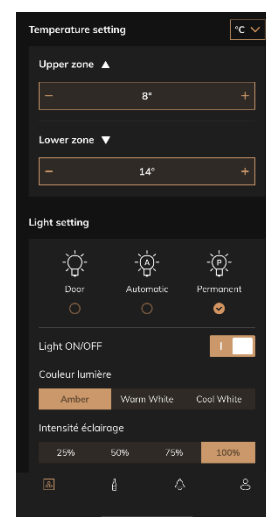 Temperature setting °C
Upper zone ▲
− 8° +
Lower zone ▼
− 14° +
Light setting
A P
Door Automatic Permanent
Light ON/OFF I
Couleur lumière
Amber Warm White Cool White
Intensité éclairage
25% 50% 75% 100%